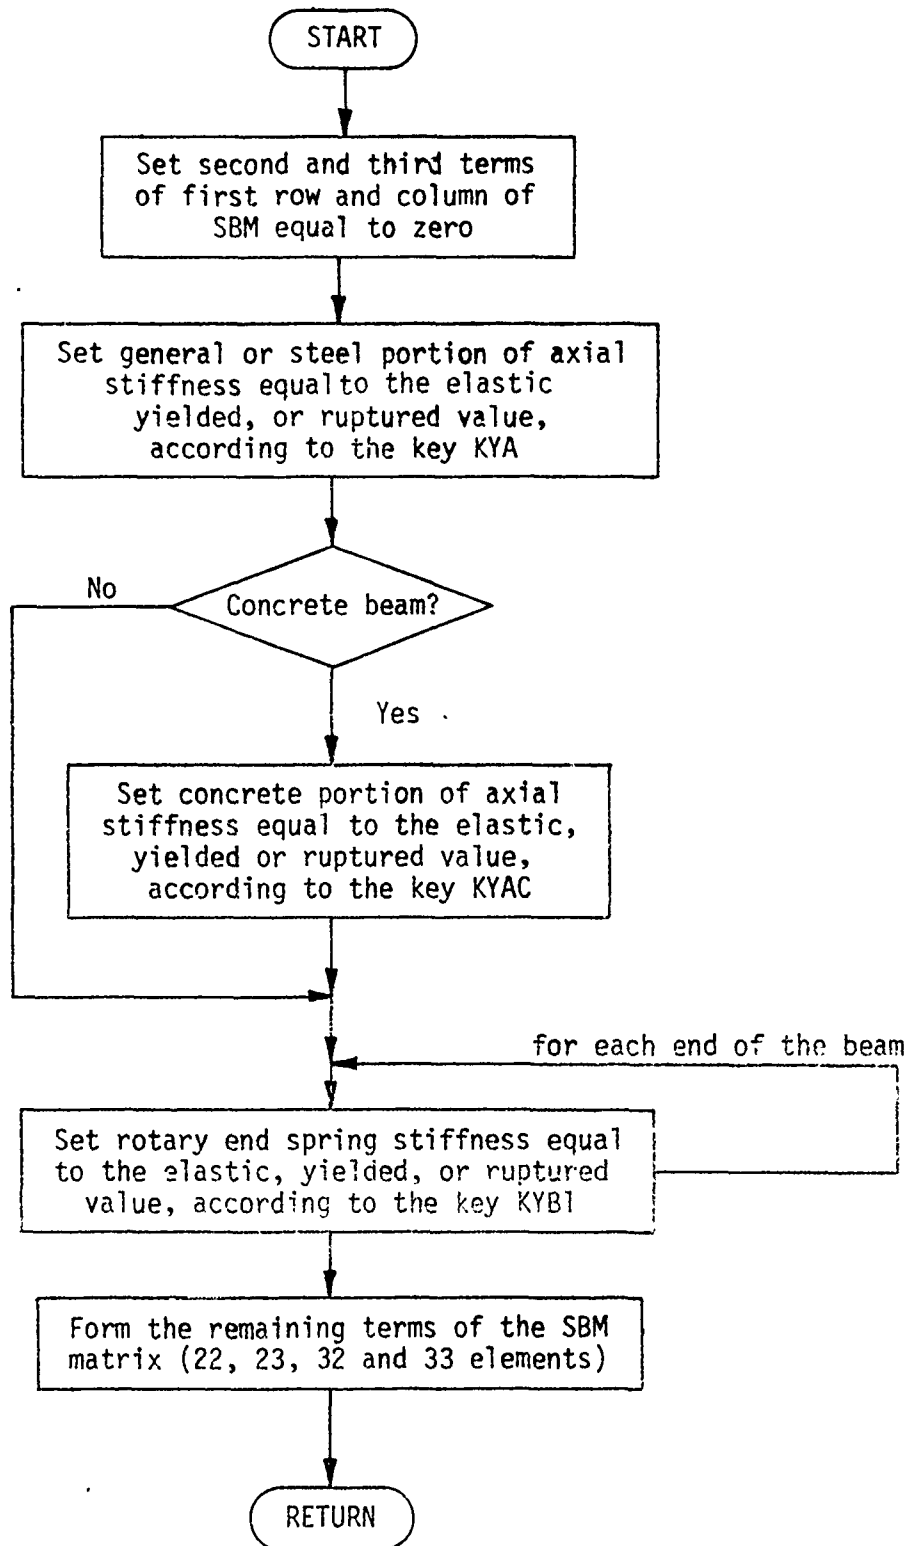 START
Set second and third terms
of first row and column of
SBM equal to zero
Set general or steel portion of axial
stiffness equal to the elastic
yielded, or ruptured value,
according to the key KYA
No
Concrete beam?
Yes
Set concrete portion of axial
stiffness equal to the elastic,
yielded or ruptured value,
according to the key KYAC
for each end of the beam
Set rotary end spring stiffness equal
to the elastic, yielded, or ruptured
value, according to the key KYB1
Form the remaining terms of the SBM
matrix (22, 23, 32 and 33 elements)
RETURN